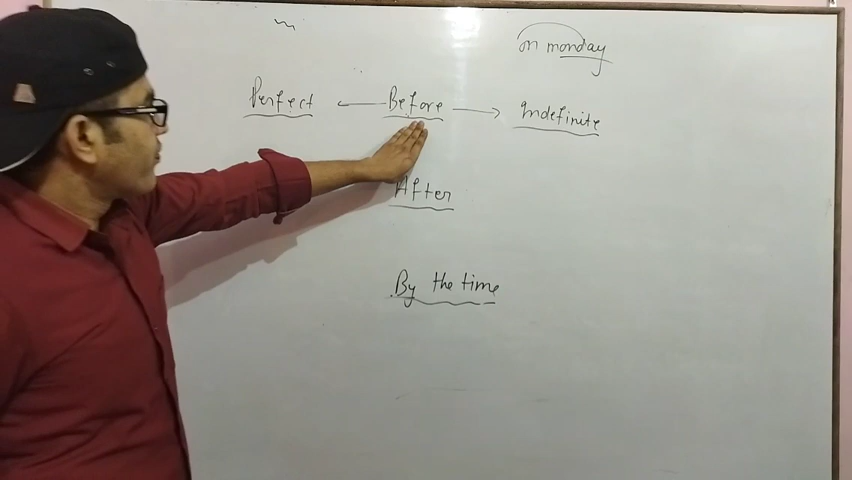 on monday
Perfect ← Before → Indefinite
After
By the time